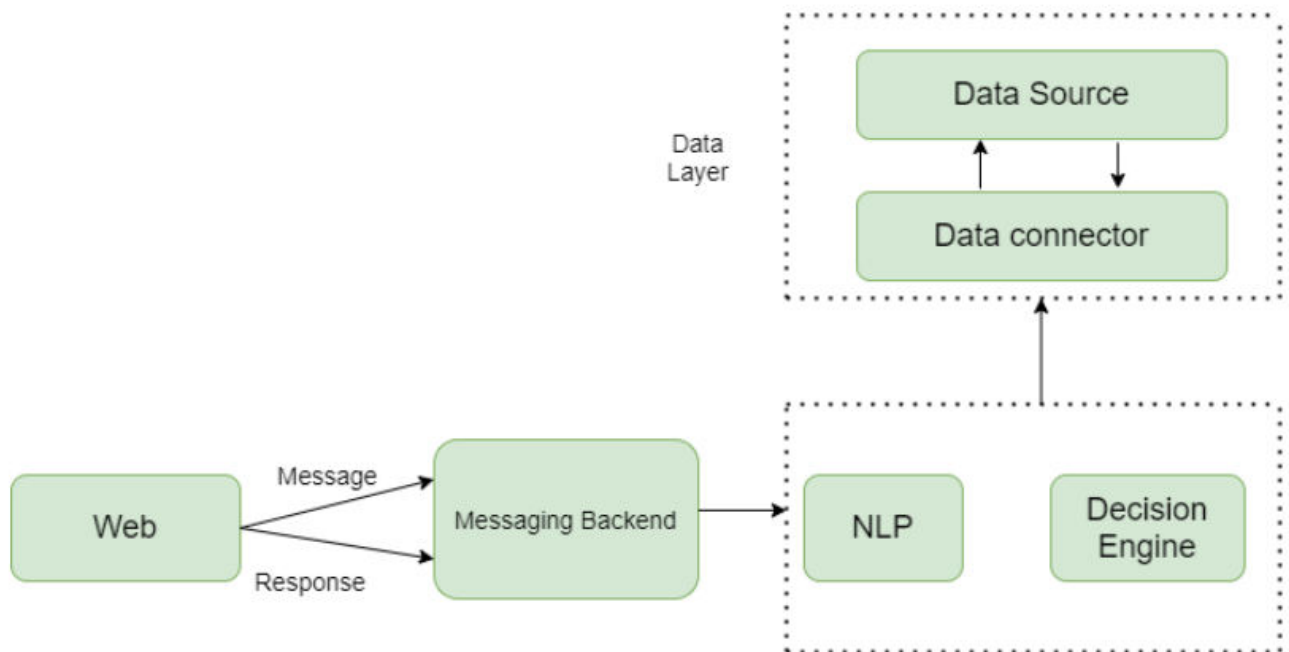 Data Source
Data
Layer
Data connector
Message
Web
Messaging Backend
Response
NLP
Decision
Engine